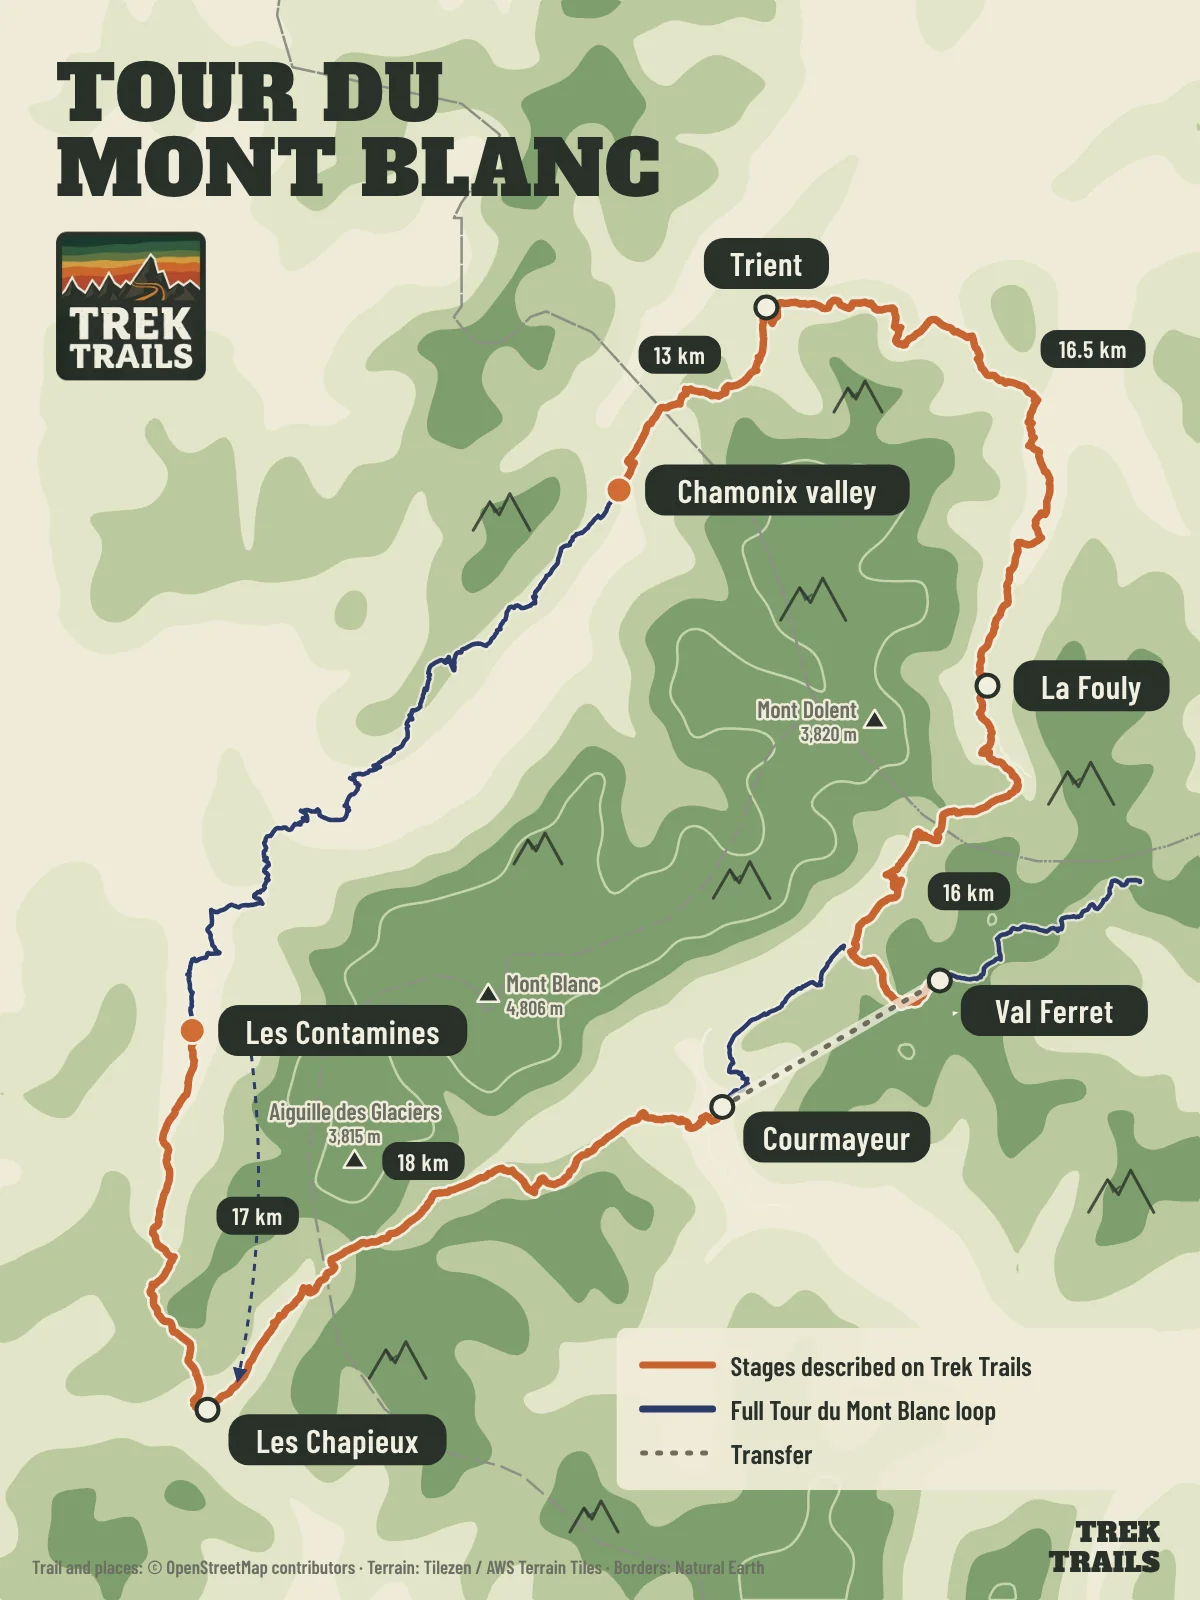 TOUR DU
MONT BLANC
TREK
TRAILS
Trient
13 km
16.5 km
Chamonix valley
La Fouly
Mont Dolent
3,820 m
16 km
Mont Blanc
4,806 m
Val Ferret
Les Contamines
Aiguille des Glaciers
3,815 m
Courmayeur
18 km
17 km
Stages described on Trek Trails
Full Tour du Mont Blanc loop
Transfer
Les Chapieux
TREK
TRAILS
Trail and places: © OpenStreetMap contributors · Terrain: Tilezen / AWS Terrain Tiles · Borders: Natural Earth